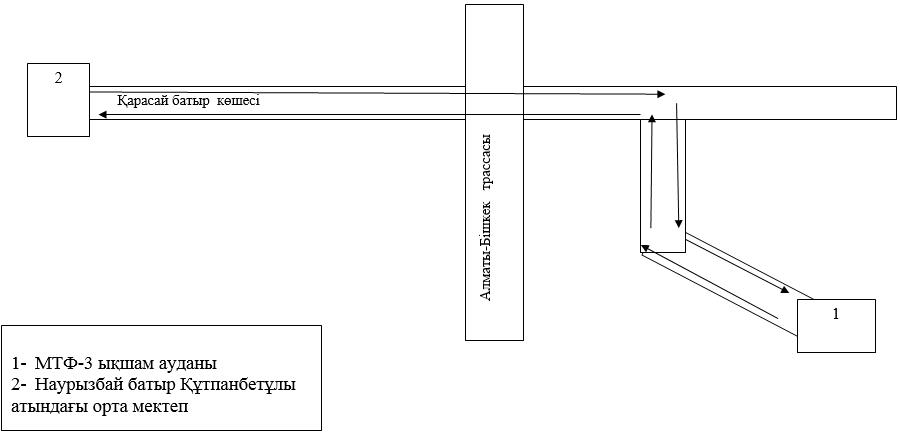 2
Қарасай батыр көшесі
Алматы-Бішкек трассасы
1
1- МТФ-3 ықшам ауданы
2- Наурызбай батыр Құтпанбетұлы
атындағы орта мектеп